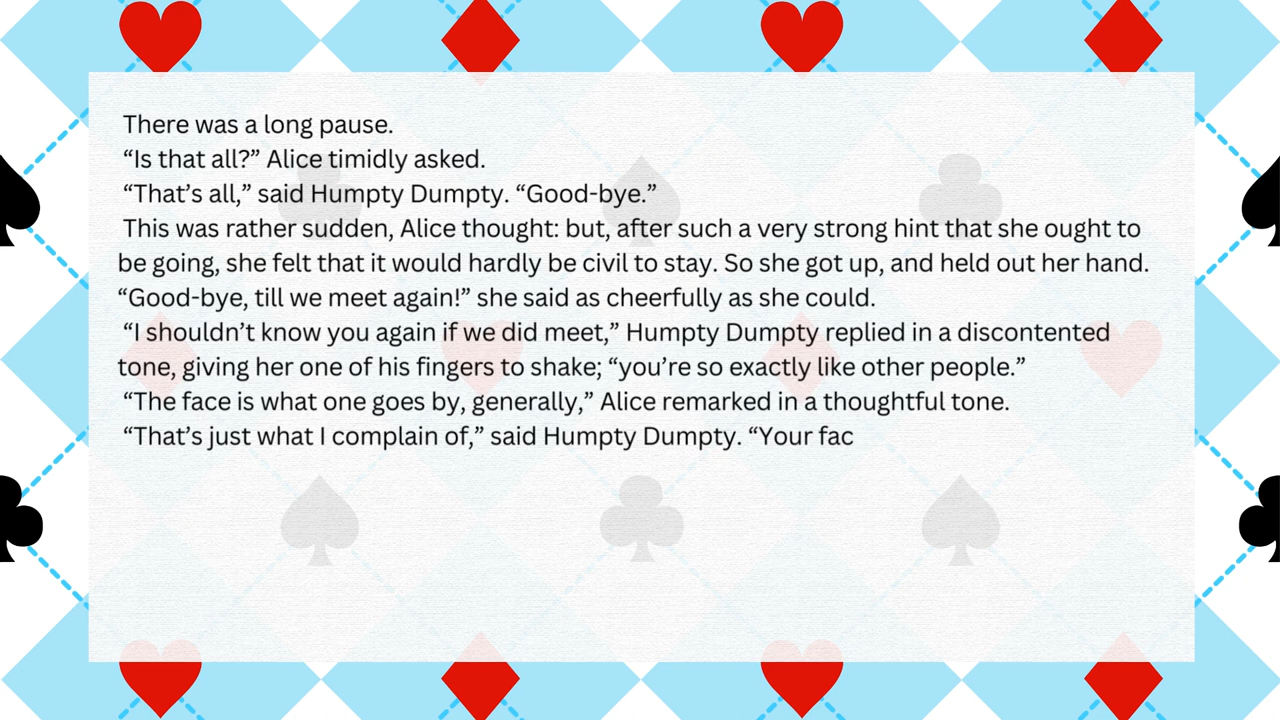 There was a long pause.
“Is that all?” Alice timidly asked.
“That’s all,” said Humpty Dumpty. “Good-bye.”
This was rather sudden, Alice thought: but, after such a very strong hint that she ought to
be going, she felt that it would hardly be civil to stay. So she got up, and held out her hand.
“Good-bye, till we meet again!” she said as cheerfully as she could.
“I shouldn’t know you again if we did meet,” Humpty Dumpty replied in a discontented
tone, giving her one of his fingers to shake; “you’re so exactly like other people.”
“The face is what one goes by, generally,” Alice remarked in a thoughtful tone.
“That’s just what I complain of,” said Humpty Dumpty. “Your fac